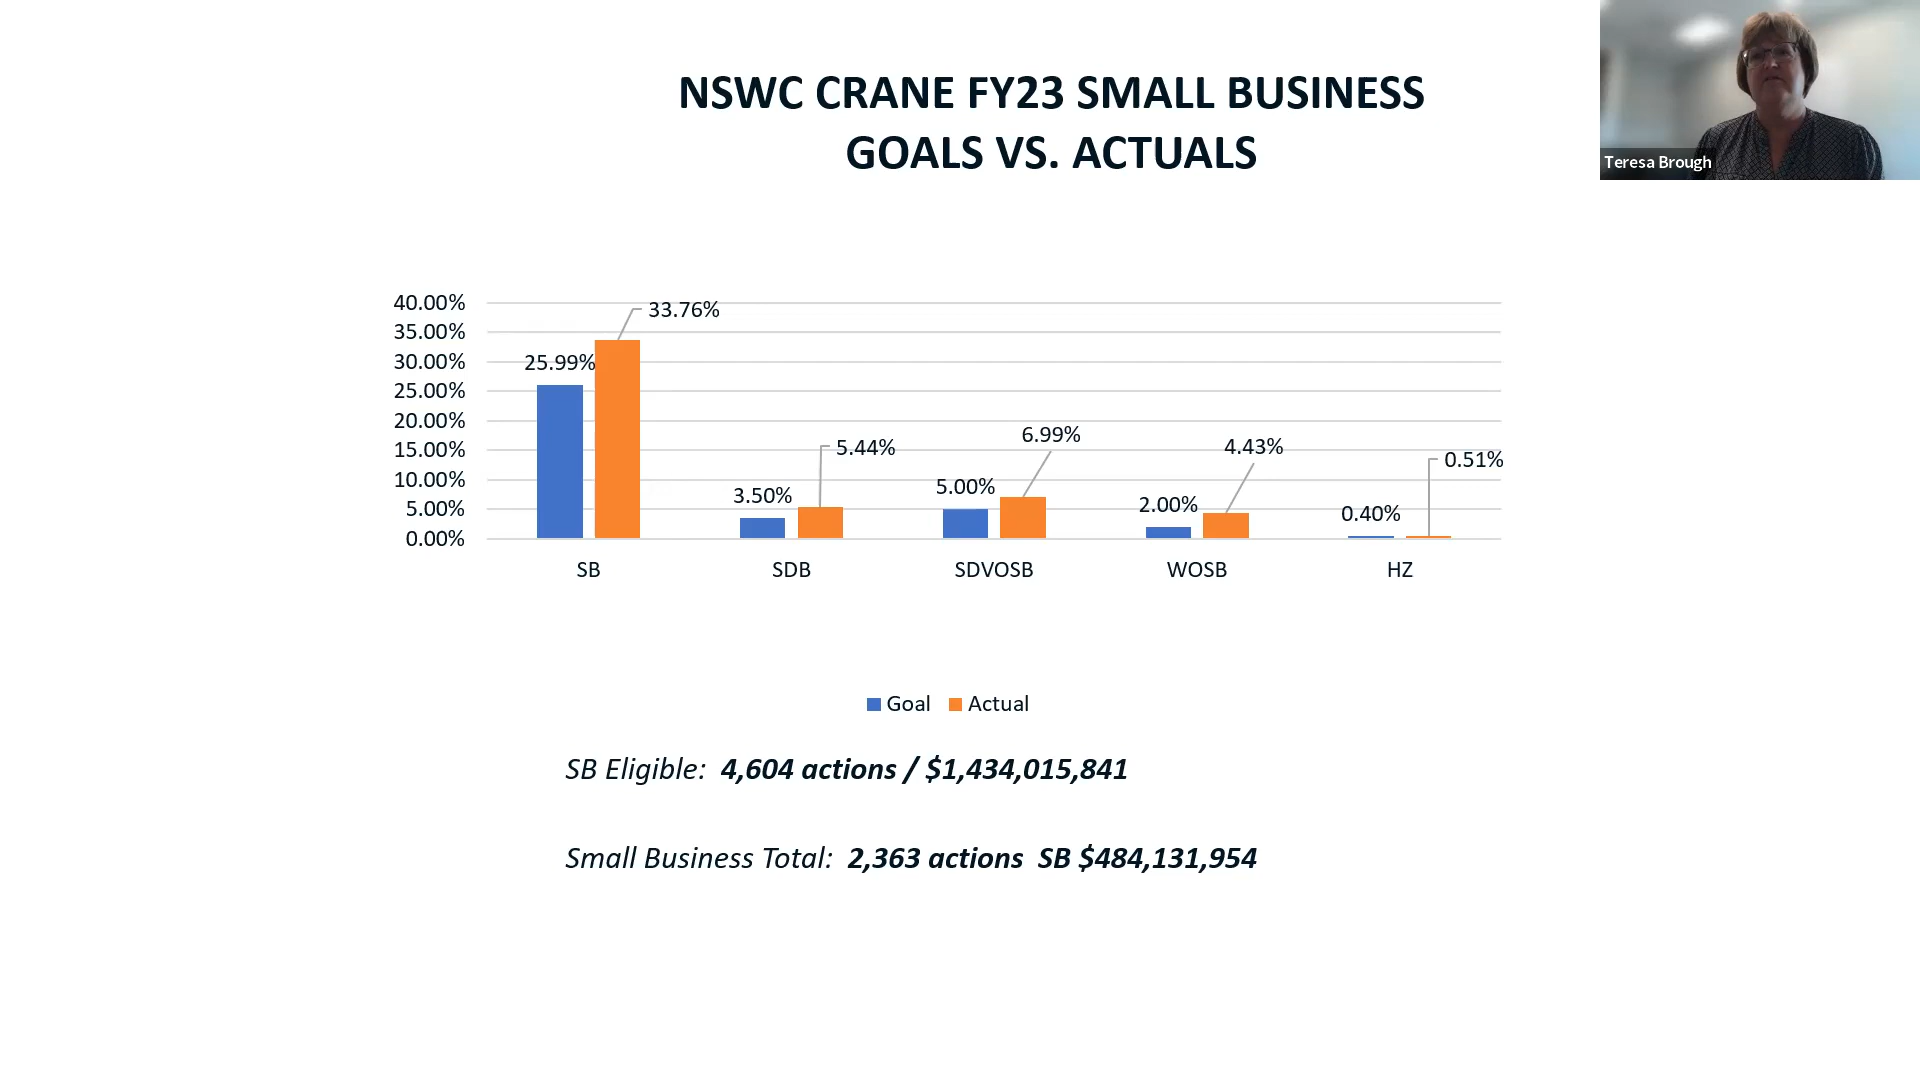 NSWC CRANE FY23 SMALL BUSINESS
GOALS VS. ACTUALS
Teresa Brough
40.00%
35.00%
30.00%
25.00%
20.00%
15.00%
10.00%
5.00%
0.00%
25.99%
33.76%
3.50%
5.44%
5.00%
6.99%
2.00%
4.43%
0.40%
0.51%
SB
SDB
SDVOSB
WOSB
HZ
Goal
Actual
SB Eligible: 4,604 actions / $1,434,015,841
Small Business Total: 2,363 actions SB $484,131,954